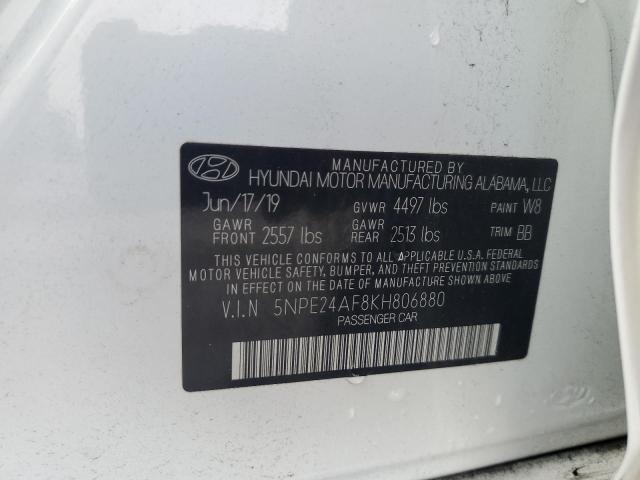 MANUFACTURED BY
HYUNDAI MOTOR MANUFACTURING ALABAMA, LLC
Jun/17/19 GVWR 4497 lbs PAINT W8
GAWR FRONT 2557 lbs GAWR REAR 2513 lbs TRIM BB
THIS VEHICLE CONFORMS TO ALL APPLICABLE U.S.A. FEDERAL
MOTOR VEHICLE SAFETY, BUMPER, AND THEFT PREVENTION STANDARDS
IN EFFECT ON THE DATE OF MANUFACTURE SHOWN ABOVE.
V.I.N 5NPE24AF8KH806880
PASSENGER CAR